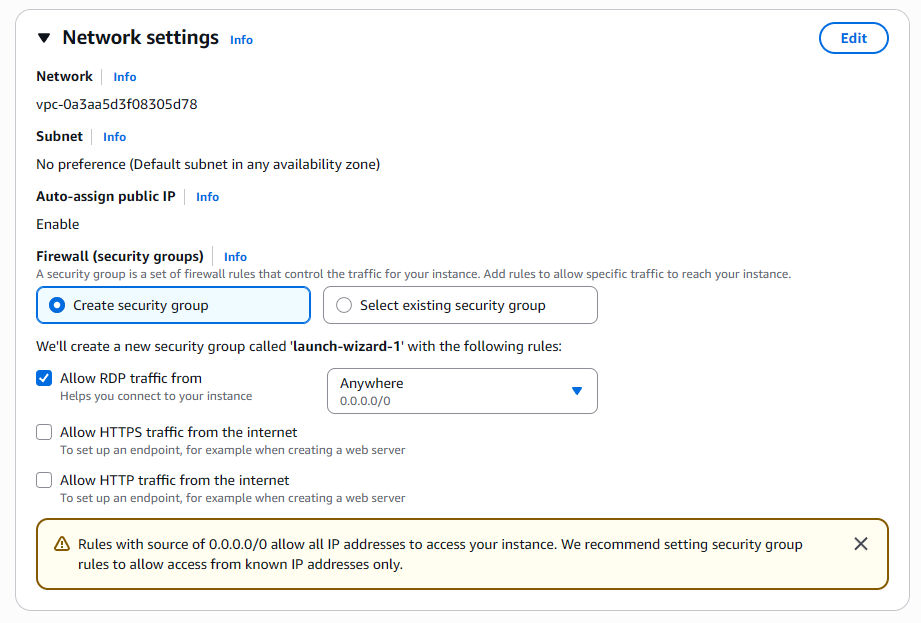 Network settings Info
Edit
Network Info
vpc-0a3aa5d3f08305d78
Subnet Info
No preference (Default subnet in any availability zone)
Auto-assign public IP Info
Enable
Firewall (security groups) Info
A security group is a set of firewall rules that control the traffic for your instance. Add rules to allow specific traffic to reach your instance.
Create security group
Select existing security group
We'll create a new security group called 'launch-wizard-1' with the following rules:
Allow RDP traffic from
Helps you connect to your instance
Anywhere
0.0.0.0/0
Allow HTTPS traffic from the internet
To set up an endpoint, for example when creating a web server
Allow HTTP traffic from the internet
To set up an endpoint, for example when creating a web server
Rules with source of 0.0.0.0/0 allow all IP addresses to access your instance. We recommend setting security group
rules to allow access from known IP addresses only.